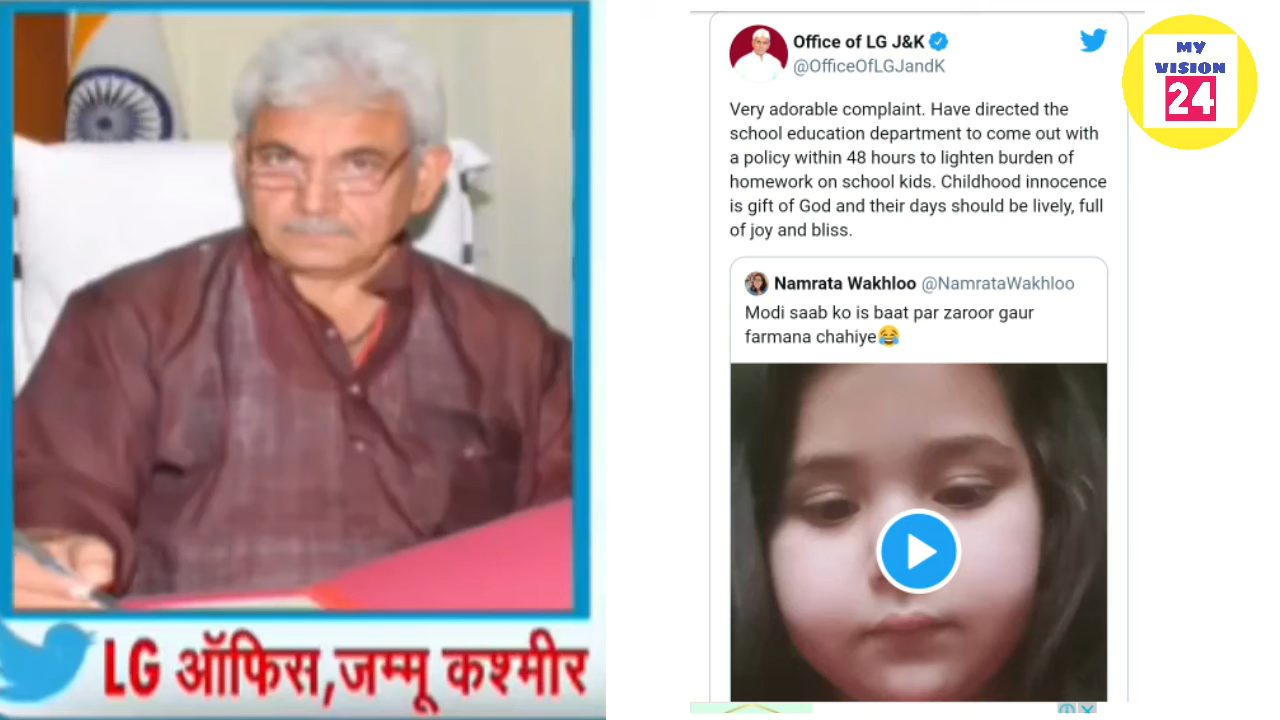 LG ऑफिस,जम्मू कश्मीर
Office of LG J&K
@OfficeOfLGJandK
Very adorable complaint. Have directed the
school education department to come out with
a policy within 48 hours to lighten burden of
homework on school kids. Childhood innocence
is gift of God and their days should be lively, full
of joy and bliss.
Namrata Wakhloo @NamrataWakhloo
Modi saab ko is baat par zaroor gaur
farmana chahiye😂
MY
VISION
24